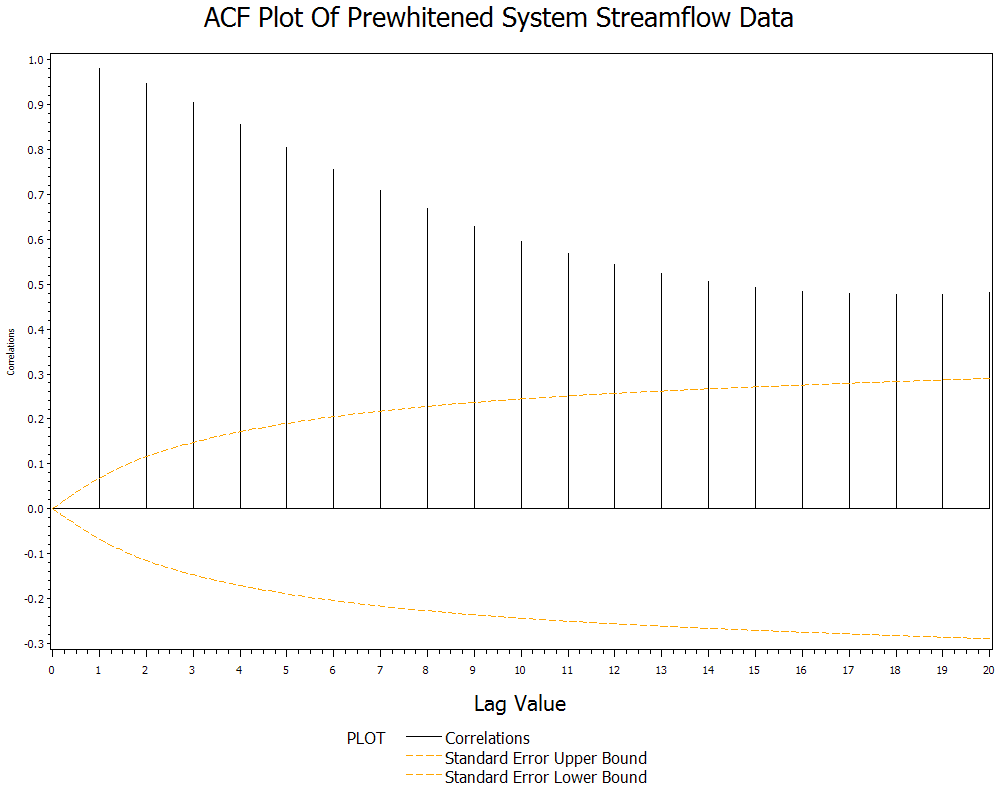 ACF Plot Of Prewhitened System Streamflow Data
1.0
0.9
0.8
0.7
0.6
0.5
0.4
0.3
0.2
0.1
0.0
-0.1
-0.2
-0.3
Correlations
0 1 2 3 4 5 6 7 8 9 10 11 12 13 14 15 16 17 18 19 20
Lag Value
PLOT Correlations
Standard Error Upper Bound
Standard Error Lower Bound